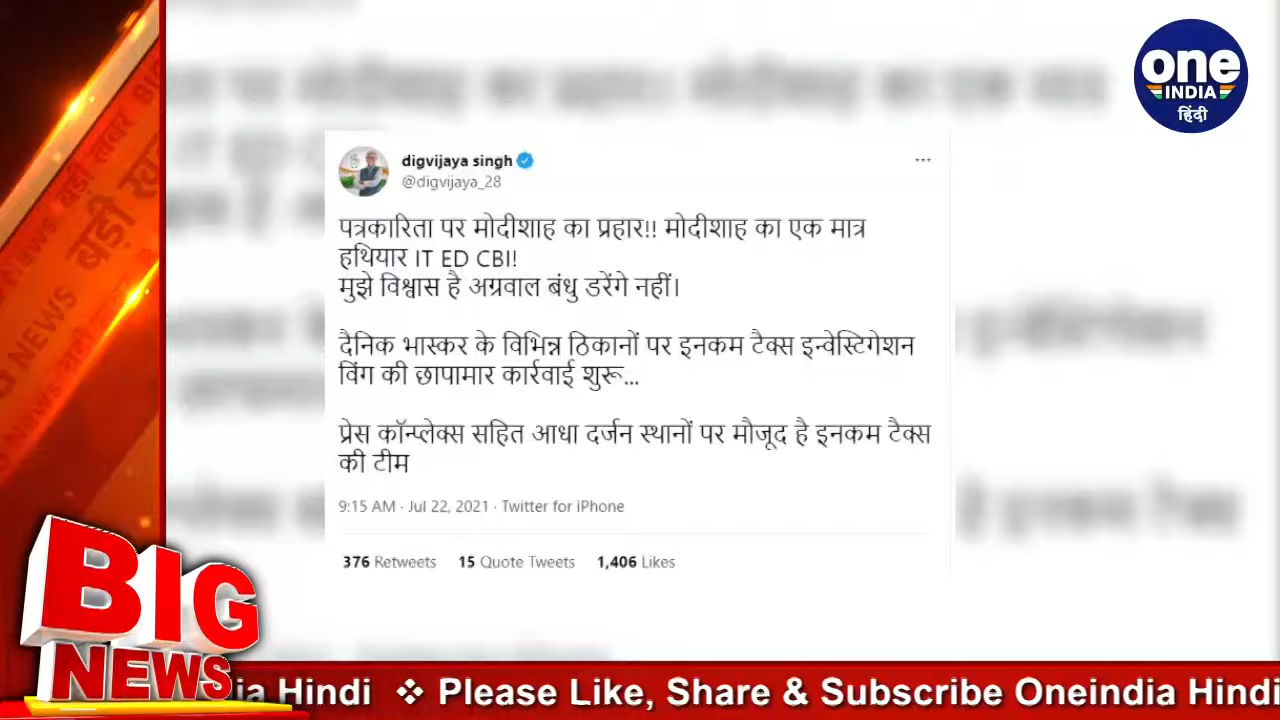 one
INDIA
हिंदी
digvijaya singh
@digvijaya_28
पत्रकारिता पर मोदीशाह का प्रहार!! मोदीशाह का एक मात्र
हथियार IT ED CBI!
मुझे विश्वास है अग्रवाल बंधु डरेंगे नहीं।
दैनिक भास्कर के विभिन्न ठिकानों पर इनकम टैक्स इन्वेस्टिगेशन
विंग की छापामार कार्रवाई शुरू...
प्रेस कॉम्प्लेक्स सहित आधा दर्जन स्थानों पर मौजूद है इनकम टैक्स
की टीम
9:15 AM · Jul 22, 2021 · Twitter for iPhone
376 Retweets 15 Quote Tweets 1,406 Likes
बड़ी
NEWS
BIG
NEWS
ia Hindi ❖ Please Like, Share & Subscribe Oneindia Hindi